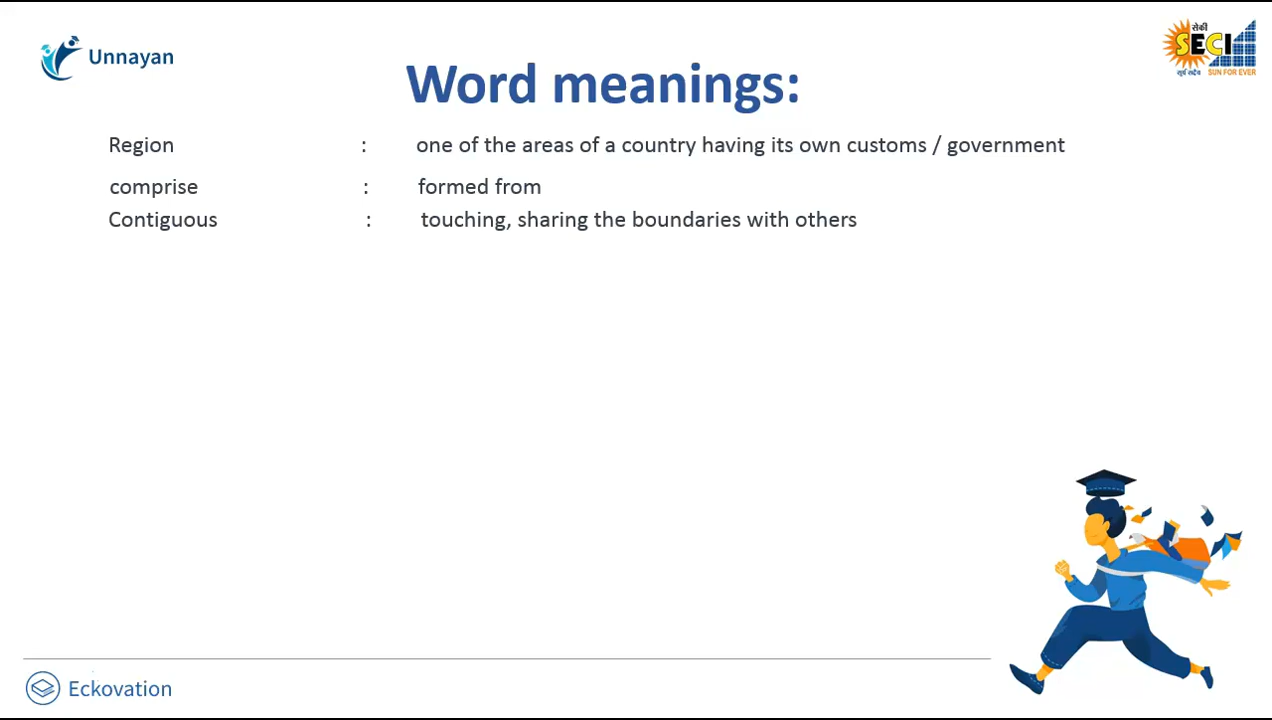 Unnayan
सेकी
SECI
सूर्य सदैव SUN FOR EVER
Word meanings:
Region : one of the areas of a country having its own customs / government
comprise : formed from
Contiguous : touching, sharing the boundaries with others
Eckovation